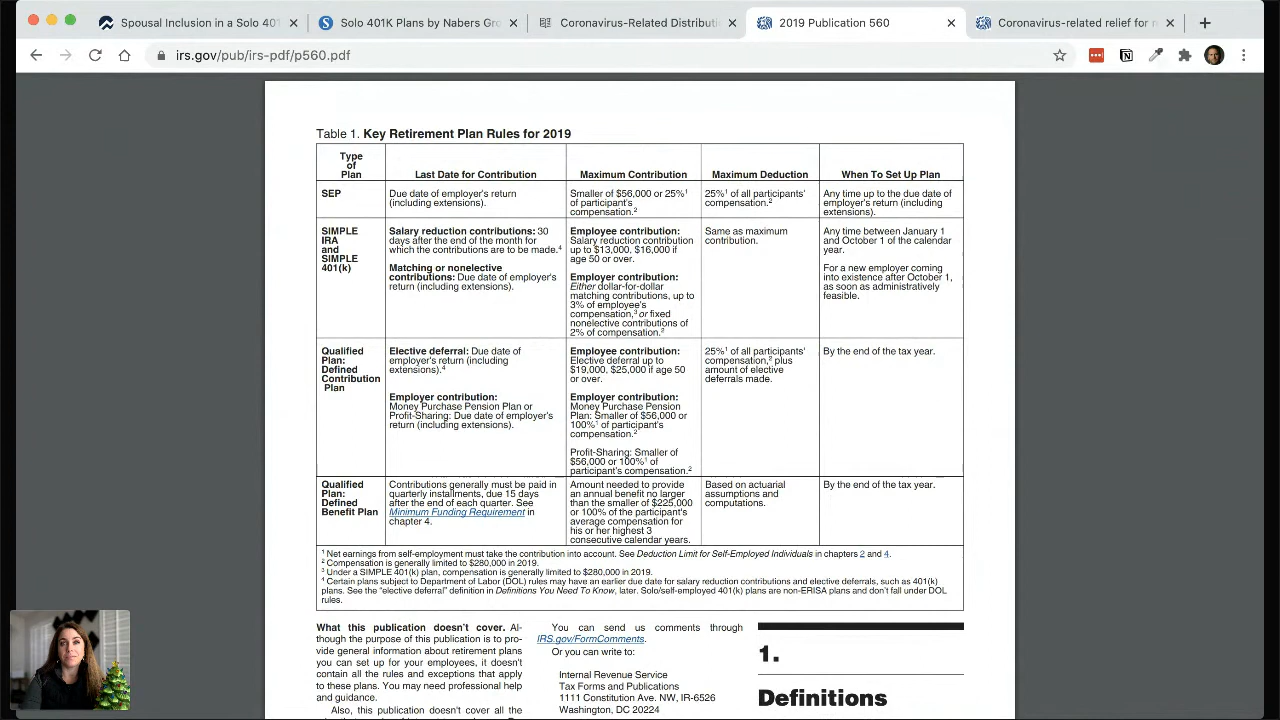 Spousal Inclusion in a Solo 401
Solo 401K Plans by Nabers Gro
Coronavirus-Related Distributi
2019 Publication 560
Coronavirus-related relief for r
irs.gov/pub/irs-pdf/p560.pdf
Table 1. Key Retirement Plan Rules for 2019
Type
of
Plan
Last Date for Contribution
Maximum Contribution
Maximum Deduction
When To Set Up Plan
SEP
Due date of employer's return
(including extensions).
Smaller of $56,000 or 25%1
of participant's
compensation.2
25%1 of all participants'
compensation.2
Any time up to the due date of
employer's return (including
extensions).
SIMPLE
IRA
and
SIMPLE
401(k)
Salary reduction contributions: 30
days after the end of the month for
which the contributions are to be made.4
Matching or nonelective
contributions: Due date of employer's
return (including extensions).
Employee contribution:
Salary reduction contribution
up to $13,000, $16,000 if
age 50 or over.
Employer contribution:
Either dollar-for-dollar
matching contributions, up to
3% of employee's
compensation,3 or fixed
nonelective contributions of
2% of compensation.2
Same as maximum
contribution.
Any time between January 1
and October 1 of the calendar
year.
For a new employer coming
into existence after October 1,
as soon as administratively
feasible.
Qualified
Plan:
Defined
Contribution
Plan
Elective deferral: Due date of
employer's return (including
extensions).4
Employer contribution:
Money Purchase Pension Plan or
Profit-Sharing: Due date of employer's
return (including extensions).
Employee contribution:
Elective deferral up to
$19,000, $25,000 if age 50
or over.
Employer contribution:
Money Purchase Pension
Plan: Smaller of $56,000 or
100%1 of participant's
compensation.2
Profit-Sharing: Smaller of
$56,000 or 100%1 of
participant's compensation.2
25%1 of all participants'
compensation,2 plus
amount of elective
deferrals made.
By the end of the tax year.
Qualified
Plan:
Defined
Benefit Plan
Contributions generally must be paid in
quarterly installments, due 15 days
after the end of each quarter. See
Minimum Funding Requirement in
chapter 4.
Amount needed to provide
an annual benefit no larger
than the smaller of $225,000
or 100% of the participant's
average compensation for
his or her highest 3
consecutive calendar years.
Based on actuarial
assumptions and
computations.
By the end of the tax year.
1 Net earnings from self-employment must take the contribution into account. See Deduction Limit for Self-Employed Individuals in chapters 2 and 4.
2 Compensation is generally limited to $280,000 in 2019.
3 Under a SIMPLE 401(k) plan, compensation is generally limited to $280,000 in 2019.
4 Certain plans subject to Department of Labor (DOL) rules may have an earlier due date for salary reduction contributions and elective deferrals, such as 401(k)
plans. See the “elective deferral” definition in Definitions You Need To Know, later. Solo/self-employed 401(k) plans are non-ERISA plans and don't fall under DOL
rules.
What this publication doesn't cover. Al-
though the purpose of this publication is to pro-
vide general information about retirement plans
you can set up for your employees, it doesn't
contain all the rules and exceptions that apply
to these plans. You may need professional help
and guidance.
Also, this publication doesn't cover all the
You can send us comments through
IRS.gov/FormComments.
Or you can write to:
Internal Revenue Service
Tax Forms and Publications
1111 Constitution Ave. NW, IR-6526
Washington, DC 20224
1.
Definitions